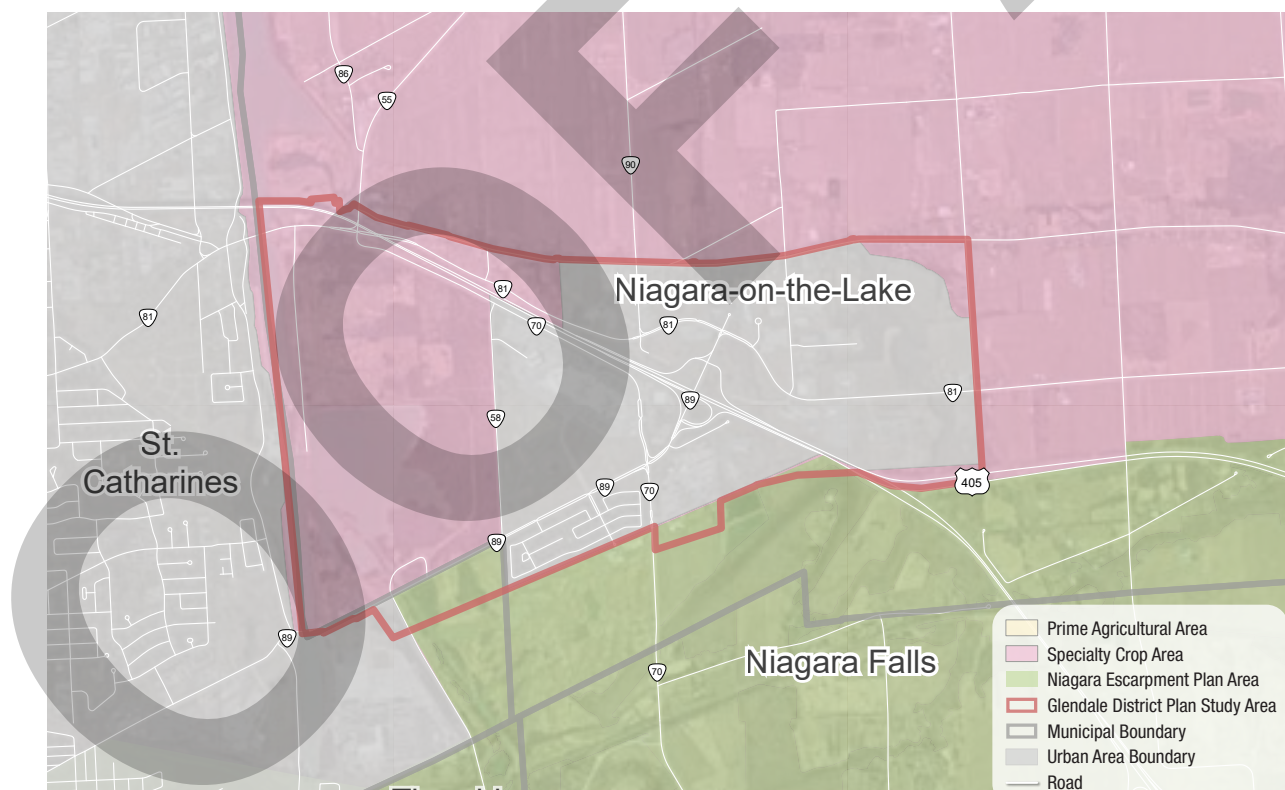 86
55
90
81
70
81
Niagara-on-the-Lake
81
89
81
58
St.
Catharines
89
70
405
89
89
70
Niagara Falls
Prime Agricultural Area
Specialty Crop Area
Niagara Escarpment Plan Area
Glendale District Plan Study Area
Municipal Boundary
Urban Area Boundary
Road